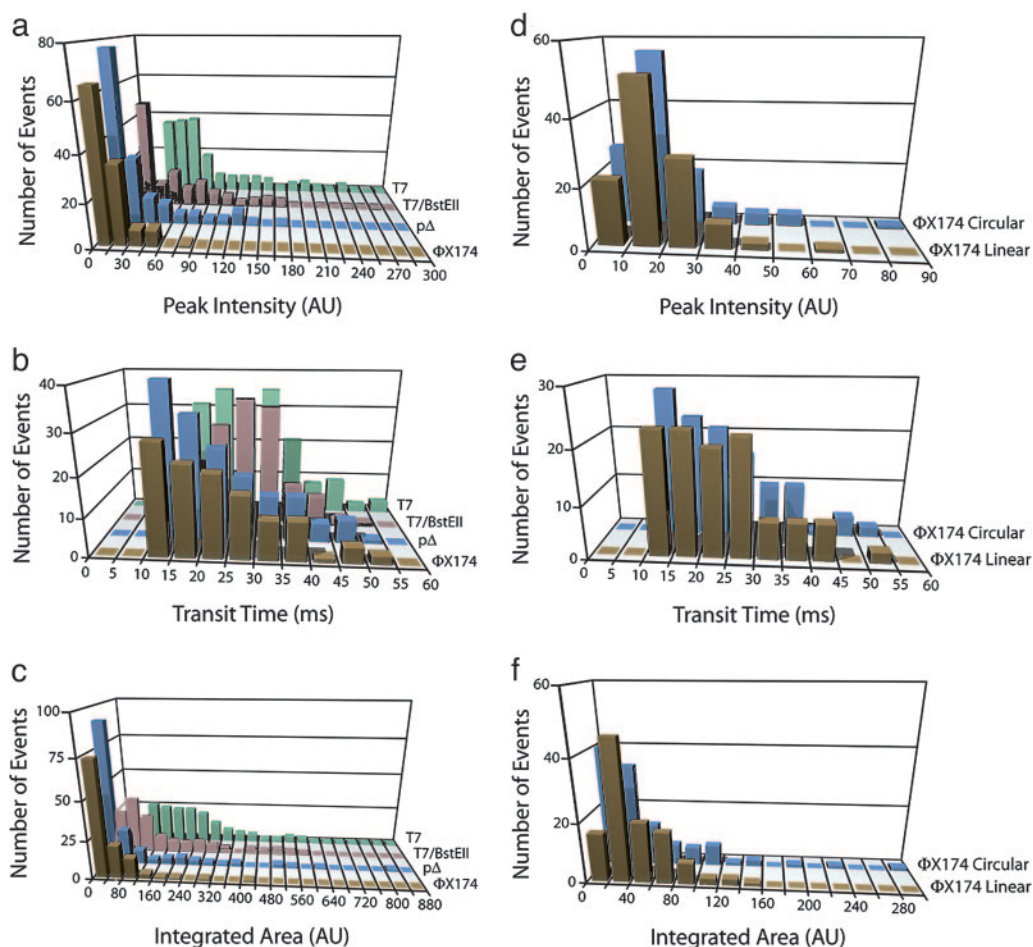 a
Number of Events
80
60
40
20
0
T7
T7/BstEII
pΔ
ΦX174
0 30 60 90 120 150 180 210 240 270 300
Peak Intensity (AU)
d
Number of Events
60
40
20
0
ΦX174 Circular
ΦX174 Linear
0 10 20 30 40 50 60 70 80 90
Peak Intensity (AU)
b
Number of Events
40
30
20
10
0
T7
T7/BstEII
pΔ
ΦX174
0 5 10 15 20 25 30 35 40 45 50 55 60
Transit Time (ms)
e
Number of Events
30
20
10
0
ΦX174 Circular
ΦX174 Linear
0 5 10 15 20 25 30 35 40 45 50 55 60
Transit Time (ms)
c
Number of Events
100
75
50
25
0
T7
T7/BstEII
pΔ
ΦX174
0 80 160 240 320 400 480 560 640 720 800 880
Integrated Area (AU)
f
Number of Events
60
40
20
0
ΦX174 Circular
ΦX174 Linear
0 40 80 120 160 200 240 280
Integrated Area (AU)